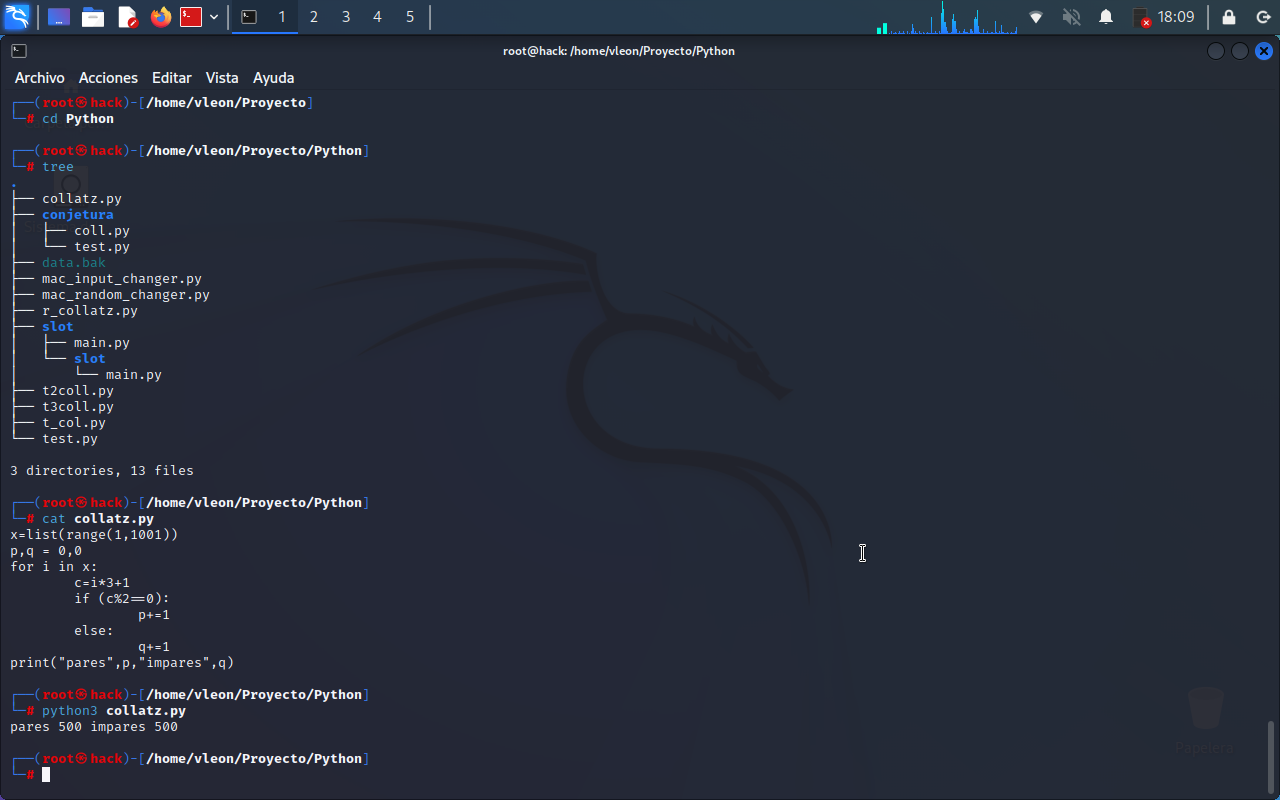 1 2 3 4 5 18:09
root@hack: /home/vleon/Proyecto/Python
Archivo Acciones Editar Vista Ayuda
┌──(root㉿hack)-[/home/vleon/Proyecto]
└─# cd Python
┌──(root㉿hack)-[/home/vleon/Proyecto/Python]
└─# tree
.
├── collatz.py
├── conjetura
│   ├── coll.py
│   └── test.py
├── data.bak
├── mac_input_changer.py
├── mac_random_changer.py
├── r_collatz.py
├── slot
│   ├── main.py
│   └── slot
│       └── main.py
├── t2coll.py
├── t3coll.py
├── t_col.py
└── test.py
3 directories, 13 files
┌──(root㉿hack)-[/home/vleon/Proyecto/Python]
└─# cat collatz.py
x=list(range(1,1001))
p,q = 0,0
for i in x:
        c=i*3+1
        if (c%2==0):
                p+=1
        else:
                q+=1
print("pares",p,"impares",q)
┌──(root㉿hack)-[/home/vleon/Proyecto/Python]
└─# python3 collatz.py
pares 500 impares 500
┌──(root㉿hack)-[/home/vleon/Proyecto/Python]
└─#
Papelera